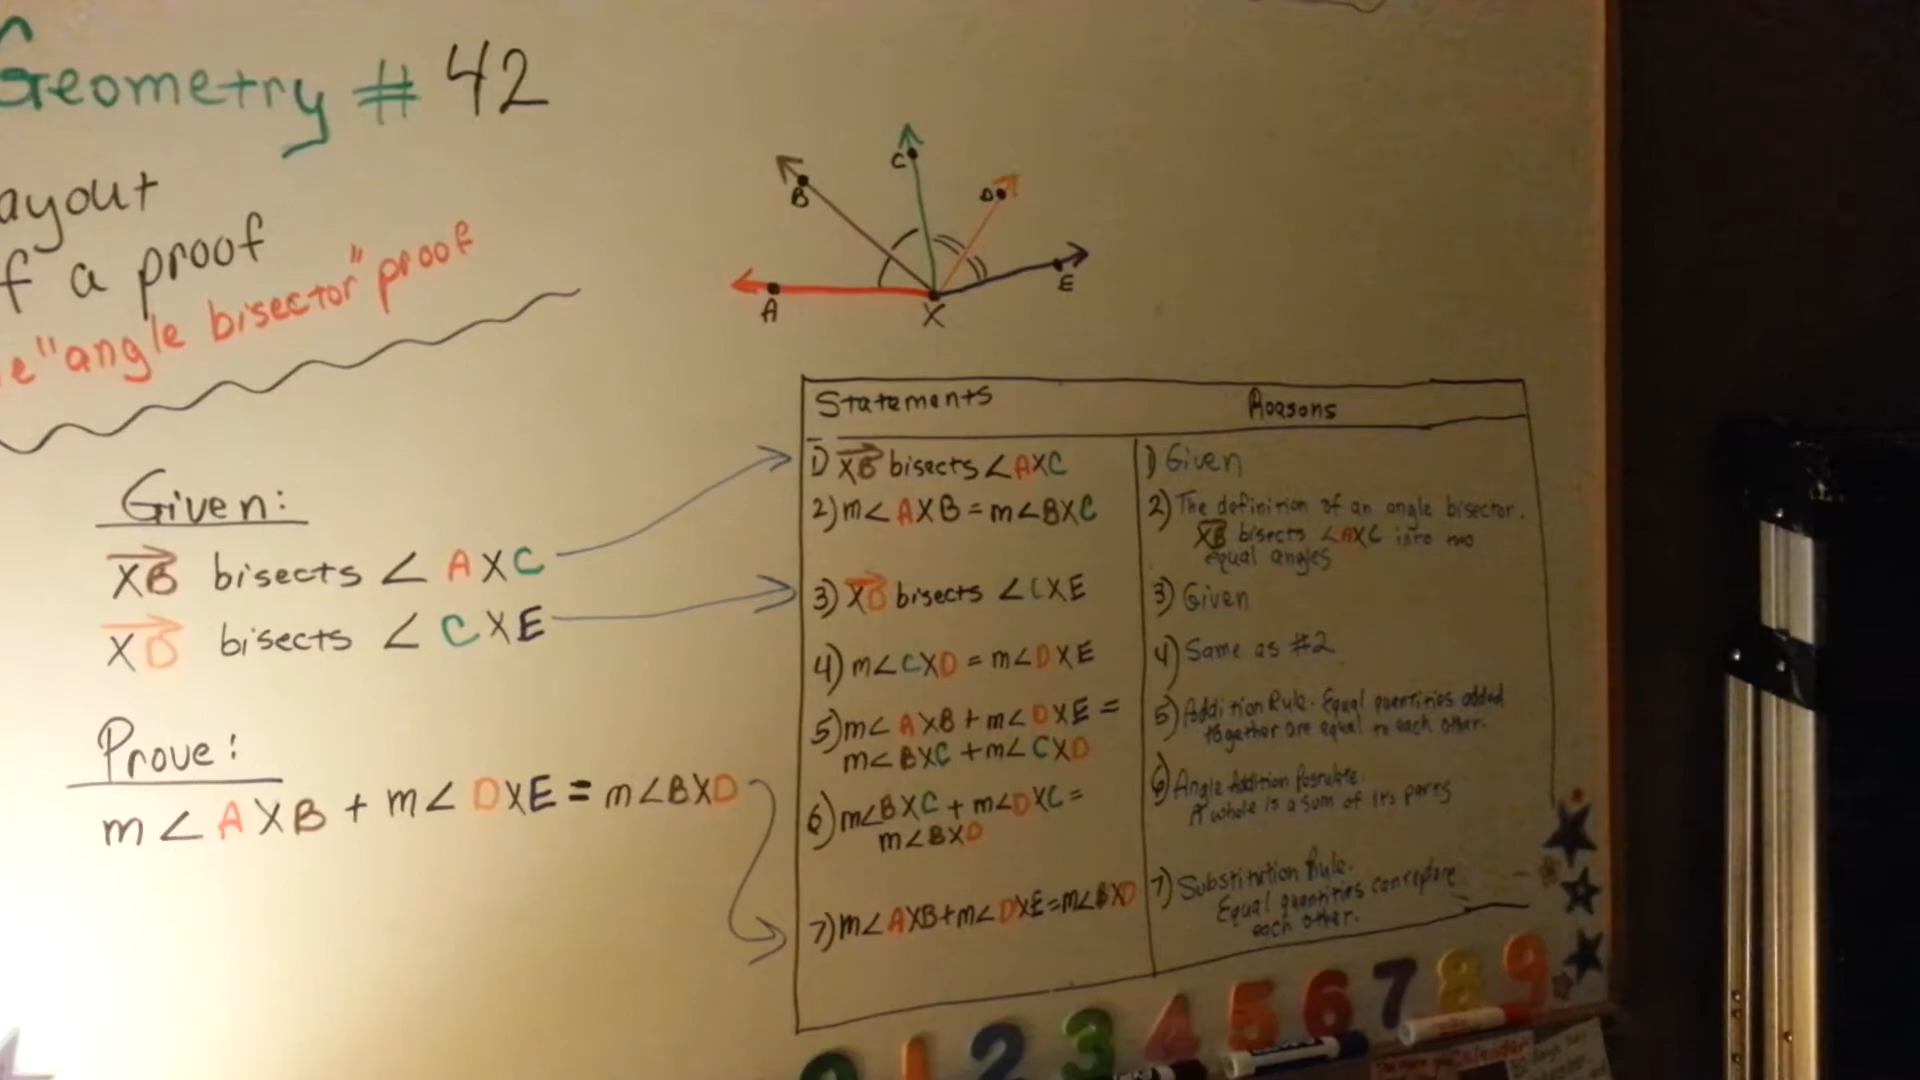 Geometry # 42
ayout
f a proof
e "angle bisector" proof
Given:
XB bisects ∠ AXC
XD bisects ∠ CXE
Prove:
m∠AXB + m∠DXE = m∠BXD
B
C
D
A
X
E
Statements
Reasons
1) XB bisects ∠AXC
1) Given
2) m∠AXB = m∠BXC
2) The definition of an angle bisector.
XB bisects ∠AXC into two
equal angles
3) XD bisects ∠CXE
3) Given
4) m∠CXD = m∠DXE
4) Same as #2
5) m∠AXB + m∠DXE =
m∠BXC + m∠CXD
5) Addition Rule. Equal quantities added
together are equal to each other.
6) m∠BXC + m∠DXC =
m∠BXD
6) Angle Addition Postulate.
A whole is a sum of its parts
7) m∠AXB + m∠DXE = m∠BXD
7) Substitution Rule.
Equal quantities can replace
each other.
0 1 2 3 4 5 6 7 8 9
Calendar